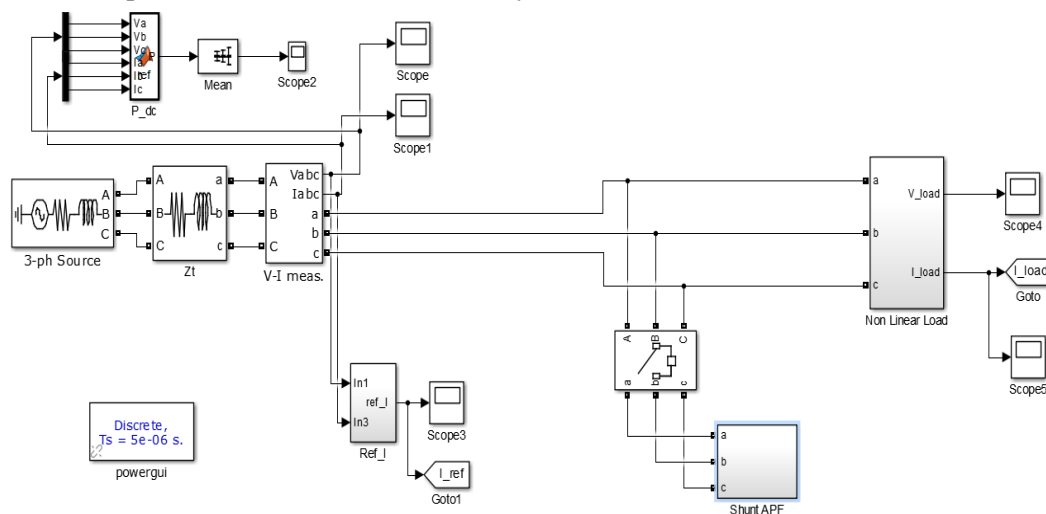 Va
Vb
Vc
Ia
Ib
Ic
P
ref
P_dc
Mean
Scope2
Scope
Scope1
A
B
C
3-ph Source
A
B
C
a
b
c
Zt
A
B
C
Vabc
Iabc
a
b
c
V-I meas.
a
b
c
V_load
I_load
Non Linear Load
Scope4
I_load
Goto
Scope5
A
B
C
a
b
c
In1
In3
ref_I
Ref_I
Scope3
I_ref
Goto1
Discrete,
Ts = 5e-06 s.
powergui
a
b
c
Shunt APF